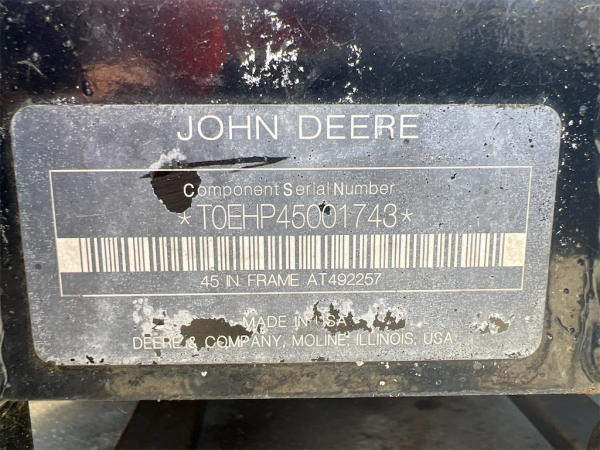 JOHN DEERE
Component Serial Number
*T0EHP45001743*
45 IN. FRAME AT492257
MADE IN USA
DEERE & COMPANY, MOLINE, ILLINOIS, USA